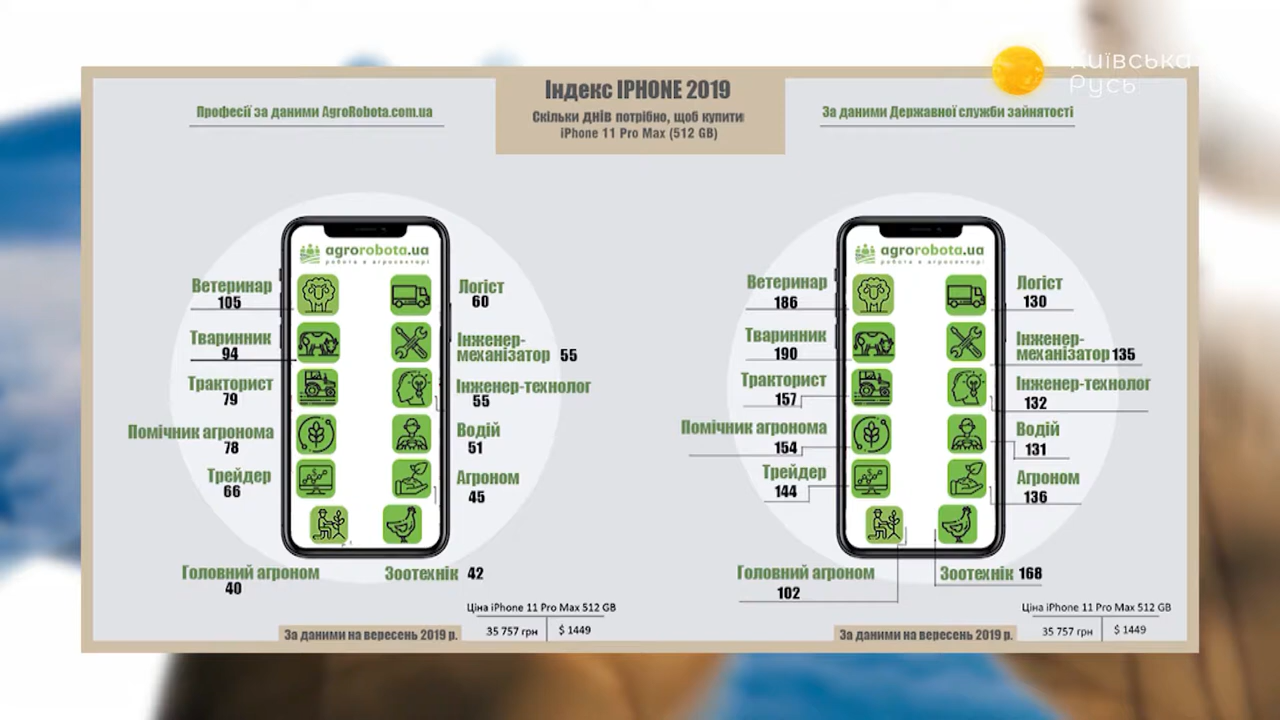 Київська
Русь
Індекс IPHONE 2019
Скільки днів потрібно, щоб купити
iPhone 11 Pro Max (512 GB)
Професії за даними AgroRobota.com.ua
agrorobota.ua
робота в агросекторі
Ветеринар
105
Тваринник
94
Тракторист
79
Помічник агронома
78
Трейдер
66
Головний агроном
40
Логіст
60
Інженер-
механізатор 55
Інженер-технолог
55
Водій
51
Агроном
45
Зоотехнік 42
Ціна iPhone 11 Pro Max 512 GB
35 757 грн $ 1449
За даними на вересень 2019 р.
За даними Державної служби зайнятості
agrorobota.ua
робота в агросекторі
Ветеринар
186
Тваринник
190
Тракторист
157
Помічник агронома
154
Трейдер
144
Головний агроном
102
Логіст
130
Інженер-
механізатор 135
Інженер-технолог
132
Водій
131
Агроном
136
Зоотехнік 168
Ціна iPhone 11 Pro Max 512 GB
35 757 грн $ 1449
За даними на вересень 2019 р.